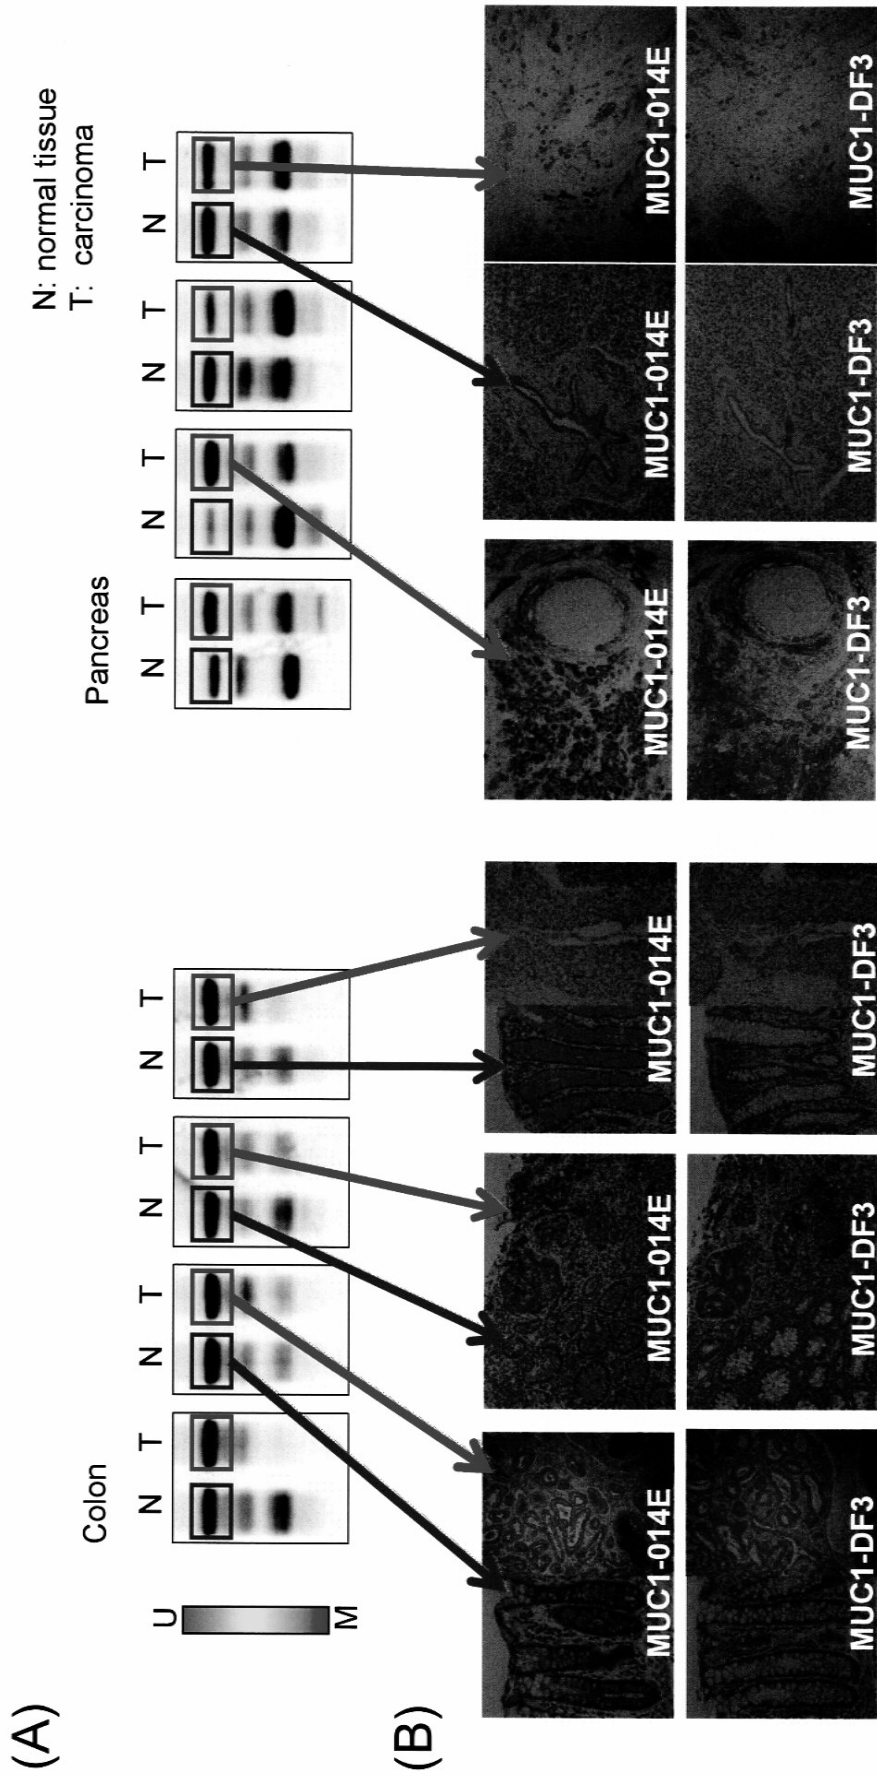 (A)
Colon
Pancreas
N: normal tissue
T: carcinoma
U
M
N T N T N T N T
N T N T N T N T
(B)
MUC1-014E MUC1-014E MUC1-014E MUC1-014E MUC1-014E MUC1-014E
MUC1-DF3 MUC1-DF3 MUC1-DF3 MUC1-DF3 MUC1-DF3 MUC1-DF3